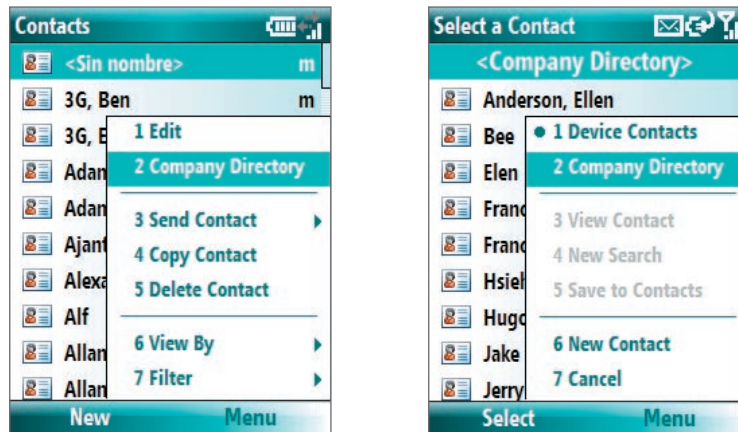 Contacts
<Sin nombre> m
3G, Ben m
3G, B
Adan
Adan
Ajant
Alexa
Alf
Allan
Allan
1 Edit
2 Company Directory
3 Send Contact
4 Copy Contact
5 Delete Contact
6 View By
7 Filter
New Menu
Select a Contact
<Company Directory>
Anderson, Ellen
Bee
Elen
Franc
Franc
Hsieh
Hugo
Jake
Jerry
1 Device Contacts
2 Company Directory
3 View Contact
4 New Search
5 Save to Contacts
6 New Contact
7 Cancel
Select Menu